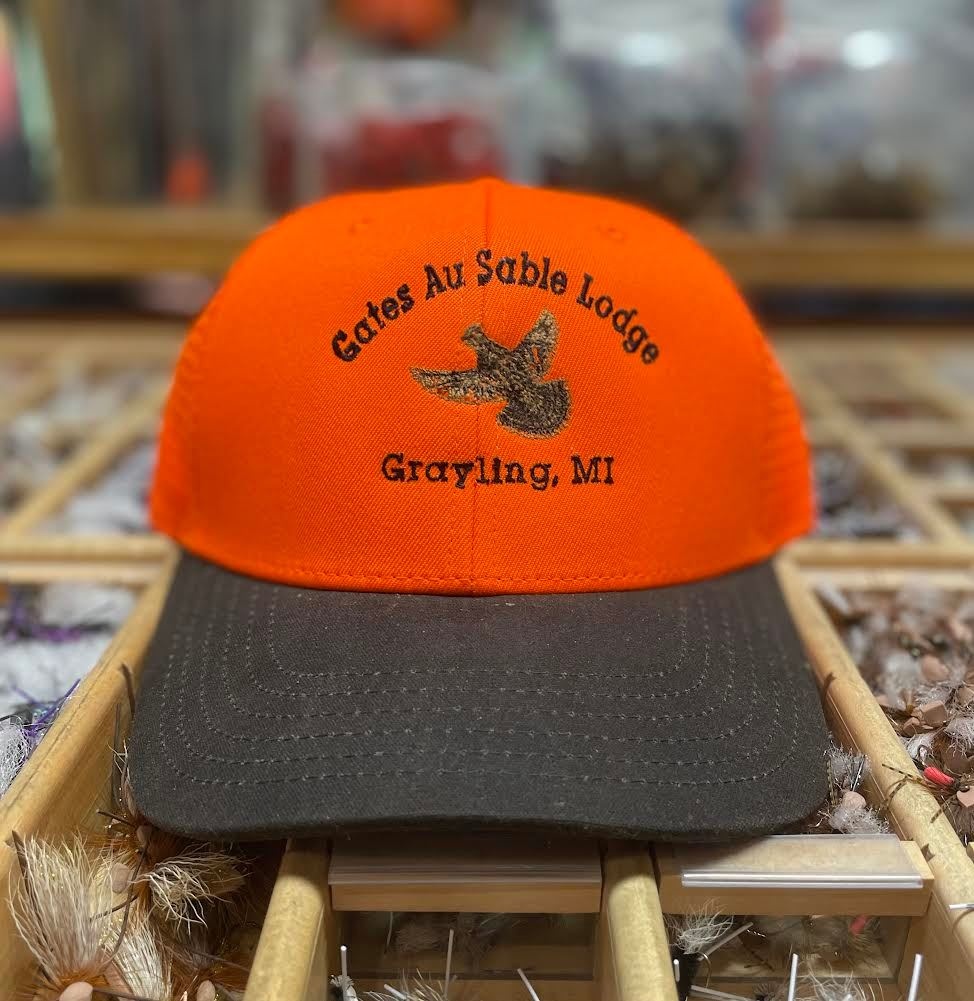 Gates Au Sable Lodge
Grayling, MI